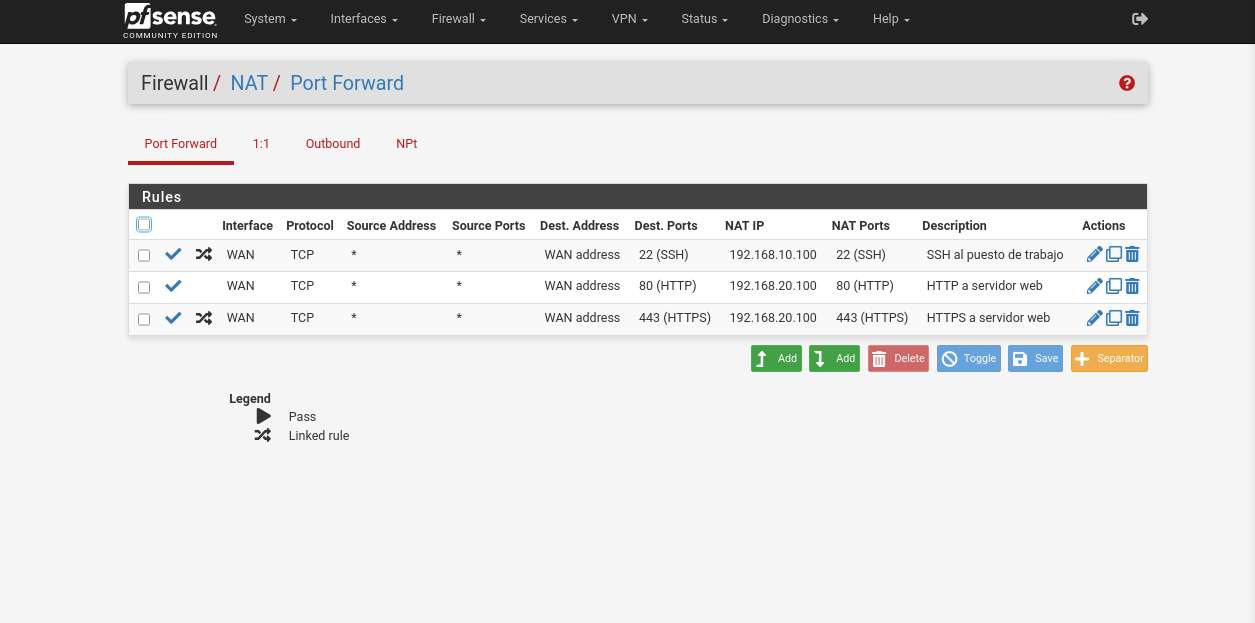 pfsense
COMMUNITY EDITION
System Interfaces Firewall Services VPN Status Diagnostics Help
Firewall / NAT / Port Forward
Port Forward 1:1 Outbound NPt
Rules
Interface Protocol Source Address Source Ports Dest. Address Dest. Ports NAT IP NAT Ports Description Actions
WAN TCP * * WAN address 22 (SSH) 192.168.10.100 22 (SSH) SSH al puesto de trabajo
WAN TCP * * WAN address 80 (HTTP) 192.168.20.100 80 (HTTP) HTTP a servidor web
WAN TCP * * WAN address 443 (HTTPS) 192.168.20.100 443 (HTTPS) HTTPS a servidor web
Add Add Delete Toggle Save Separator
Legend
Pass
Linked rule